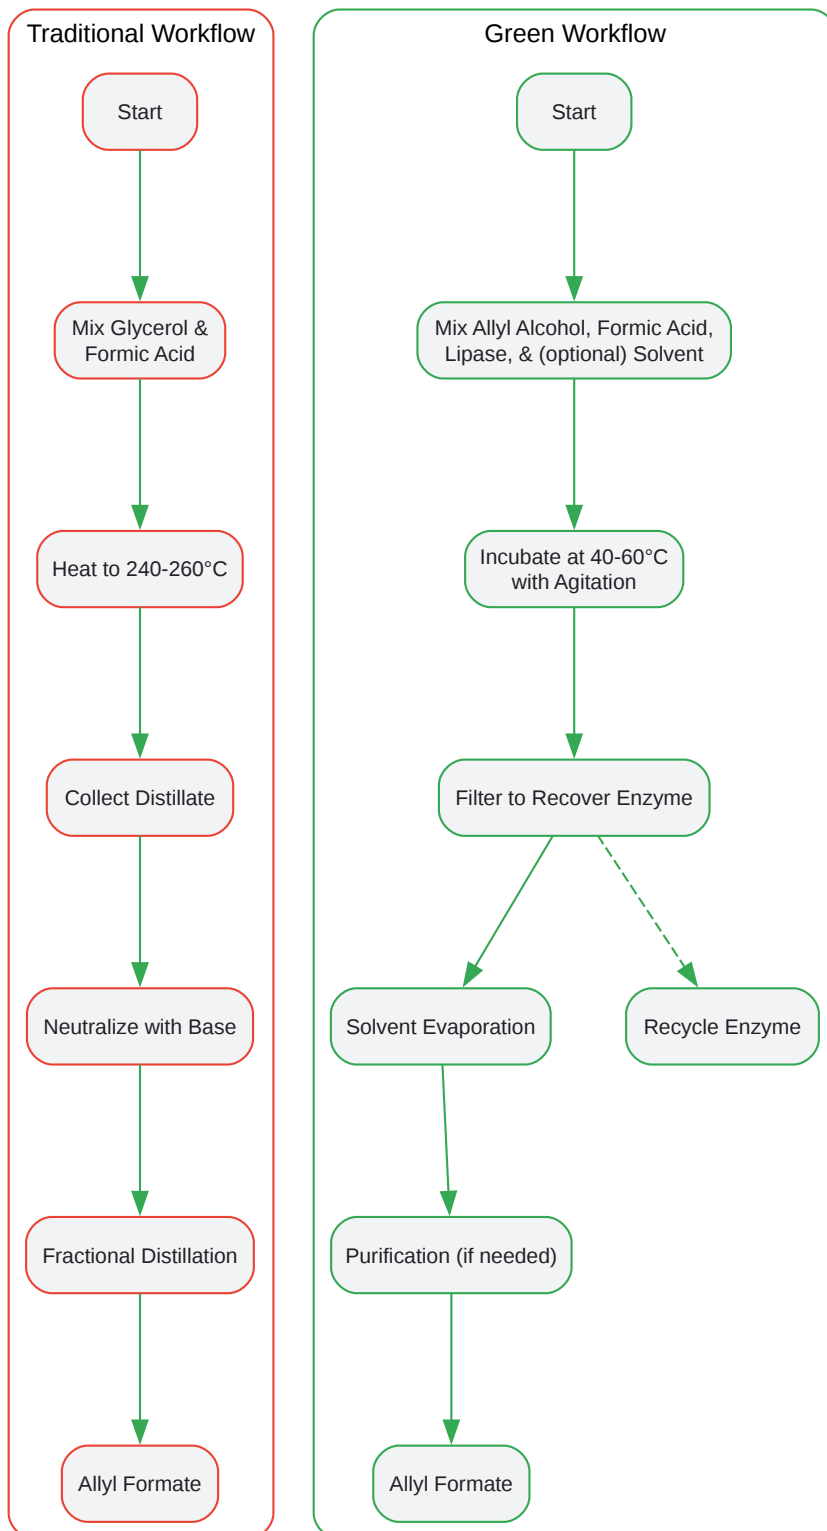 Traditional Workflow
Start
Mix Glycerol &
Formic Acid
Heat to 240-260°C
Collect Distillate
Neutralize with Base
Fractional Distillation
Allyl Formate
Green Workflow
Start
Mix Allyl Alcohol, Formic Acid,
Lipase, & (optional) Solvent
Incubate at 40-60°C
with Agitation
Filter to Recover Enzyme
Solvent Evaporation
Recycle Enzyme
Purification (if needed)
Allyl Formate